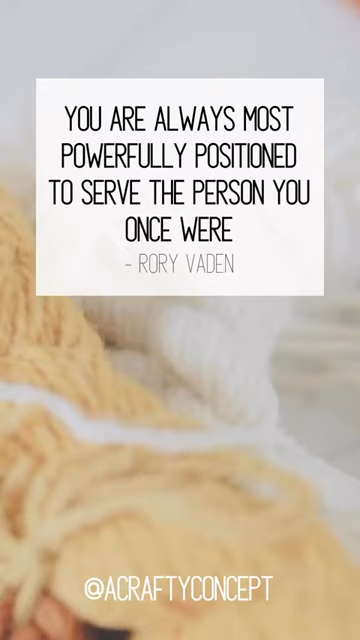 YOU ARE ALWAYS MOST
POWERFULLY POSITIONED
TO SERVE THE PERSON YOU
ONCE WERE
- RORY VADEN
@ACRAFTYCONCEPT